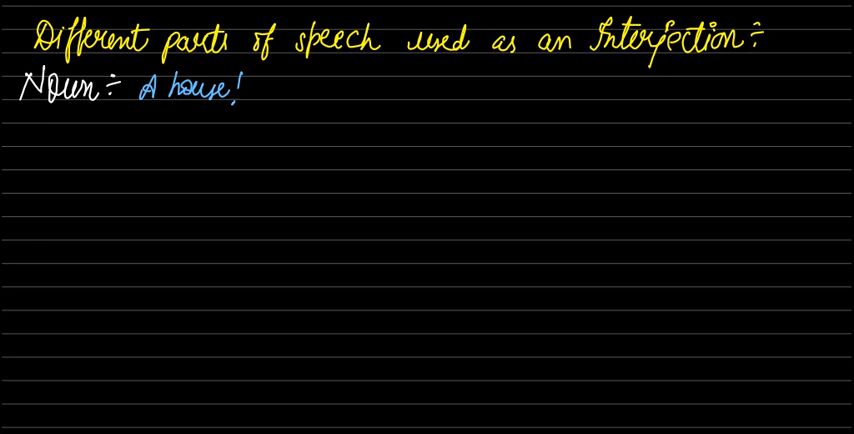 Different parts of speech used as an Interjection ÷
Noun ÷ A house!